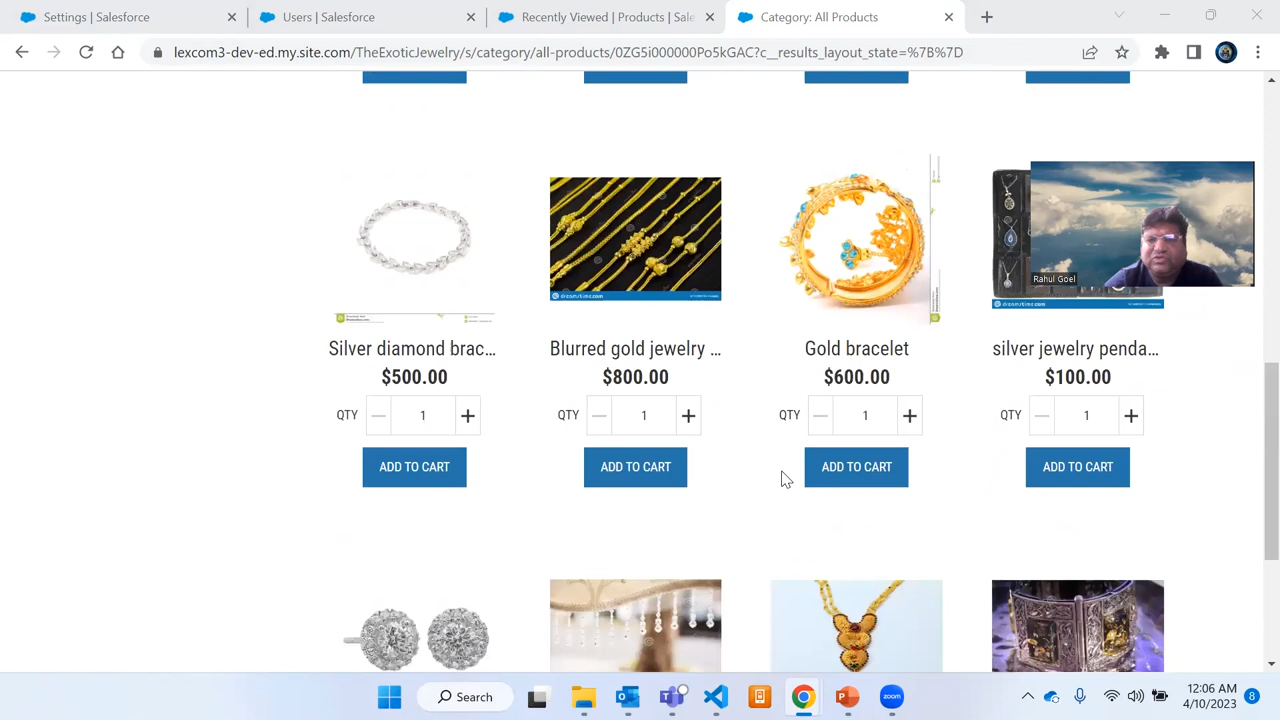 Settings | Salesforce
Users | Salesforce
Recently Viewed | Products | Sale
Category: All Products
lexcom3-dev-ed.my.site.com/TheExoticJewelry/s/category/all-products/0ZG5i000000Po5kGAC?c__results_layout_state=%7B%7D
Rahul Goel
dreamstime.com
Silver diamond brac...
Blurred gold jewelry ...
Gold bracelet
silver jewelry penda...
$500.00
$800.00
$600.00
$100.00
QTY 1
QTY 1
QTY 1
QTY 1
ADD TO CART
ADD TO CART
ADD TO CART
ADD TO CART
Search
12:06 AM
4/10/2023
8